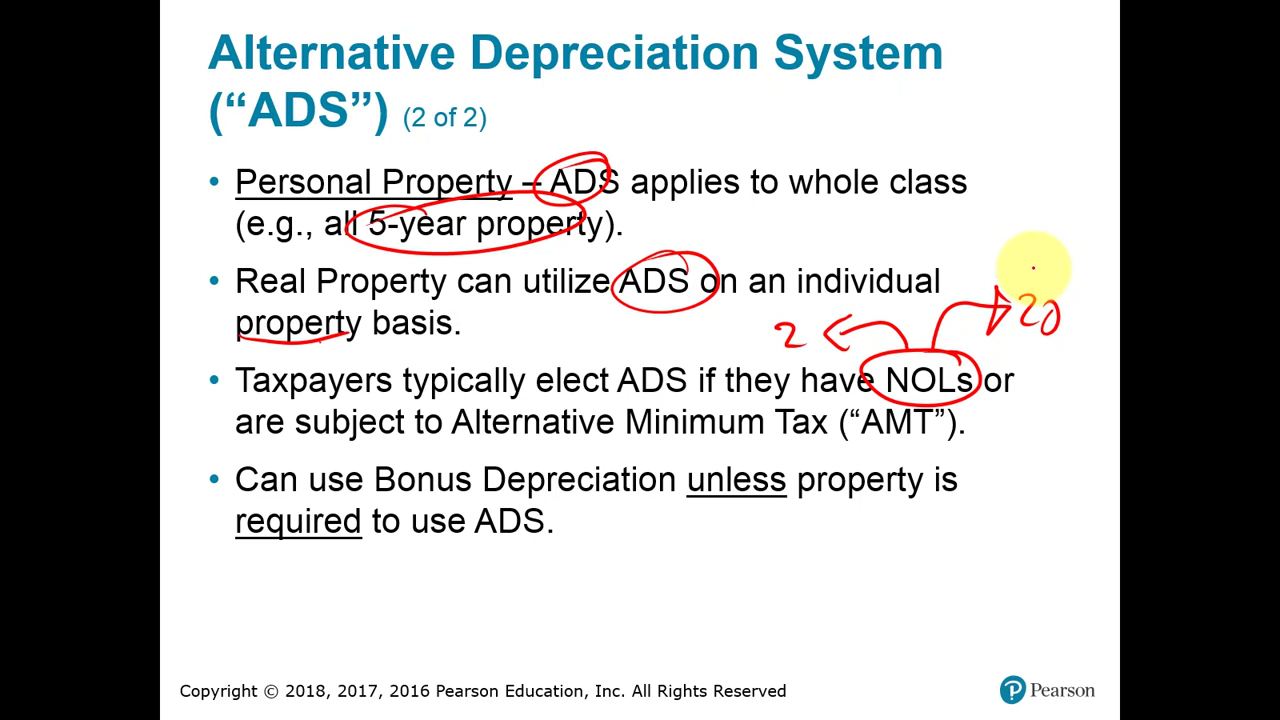 Alternative Depreciation System
(“ADS”) (2 of 2)
• Personal Property – ADS applies to whole class
(e.g., all 5-year property).
• Real Property can utilize ADS on an individual
property basis.
2 20
• Taxpayers typically elect ADS if they have NOLs or
are subject to Alternative Minimum Tax (“AMT”).
• Can use Bonus Depreciation unless property is
required to use ADS.
Copyright © 2018, 2017, 2016 Pearson Education, Inc. All Rights Reserved
P Pearson